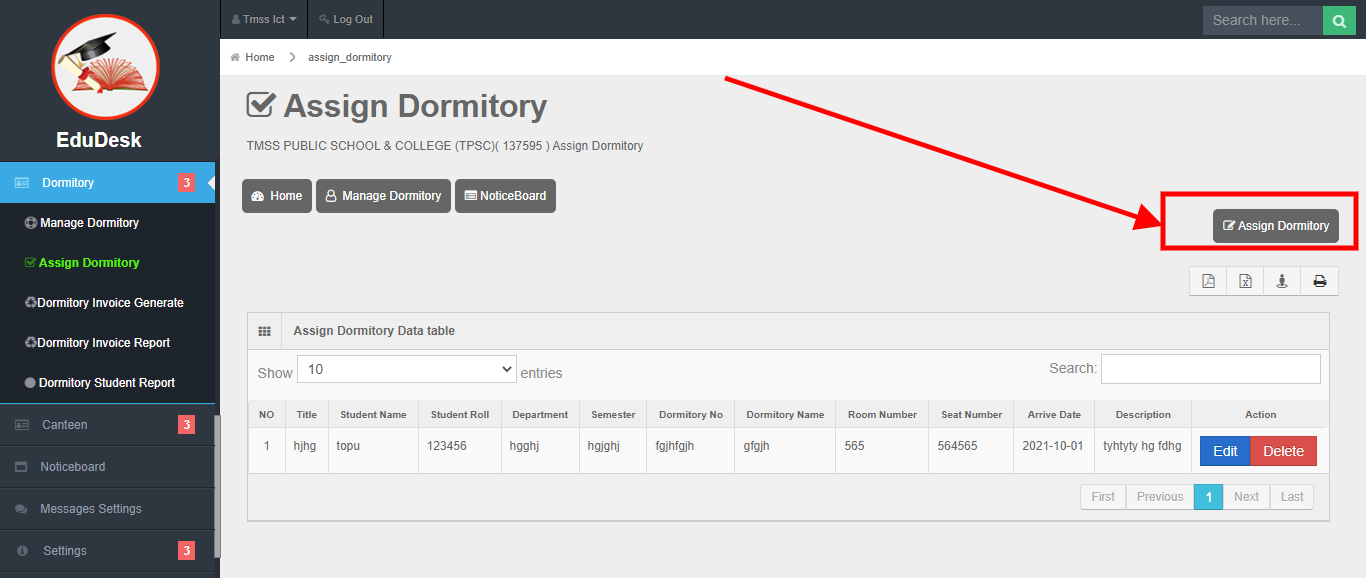 EduDesk
Dormitory 3
Manage Dormitory
Assign Dormitory
Dormitory Invoice Generate
Dormitory Invoice Report
Dormitory Student Report
Canteen 3
Noticeboard
Messages Settings
Settings 3
Tmss Ict Log Out Search here...
Home assign_dormitory
Assign Dormitory
TMSS PUBLIC SCHOOL & COLLEGE (TPSC)( 137595 ) Assign Dormitory
Home Manage Dormitory NoticeBoard
Assign Dormitory
Assign Dormitory Data table
Show 10 entries Search:
NO Title Student Name Student Roll Department Semester Dormitory No Dormitory Name Room Number Seat Number Arrive Date Description Action
1 hjhg topu 123456 hgghj hgjghj fgjhfgjh gfgjh 565 564565 2021-10-01 tyhtyty hg fdhg Edit Delete
First Previous 1 Next Last